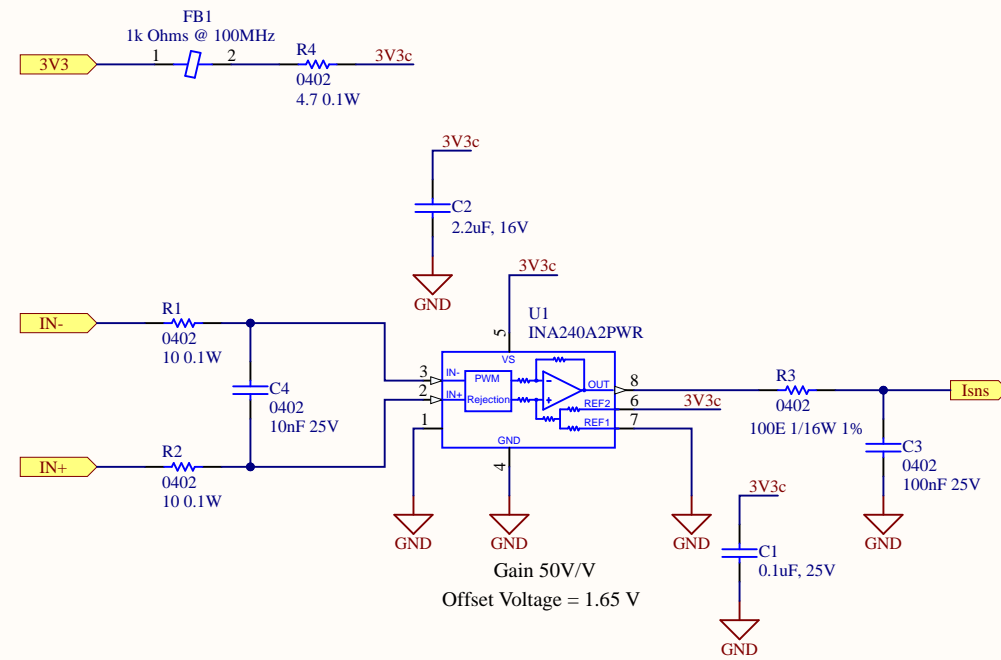 FB1
1k Ohms @ 100MHz
3V3
1
2
R4
3V3c
0402
4.7 0.1W
3V3c
C2
2.2uF, 16V
GND
3V3c
U1
INA240A2PWR
5
VS
IN-
R1
0402
10 0.1W
C4
0402
10nF 25V
IN+
R2
0402
10 0.1W
3
IN-
2
IN+
1
PWM
Rejection
OUT
8
REF2
6
3V3c
REF1
7
GND
4
GND
GND
GND
R3
0402
100E 1/16W 1%
Isns
C3
0402
100nF 25V
GND
3V3c
C1
0.1uF, 25V
GND
Gain 50V/V
Offset Voltage = 1.65 V